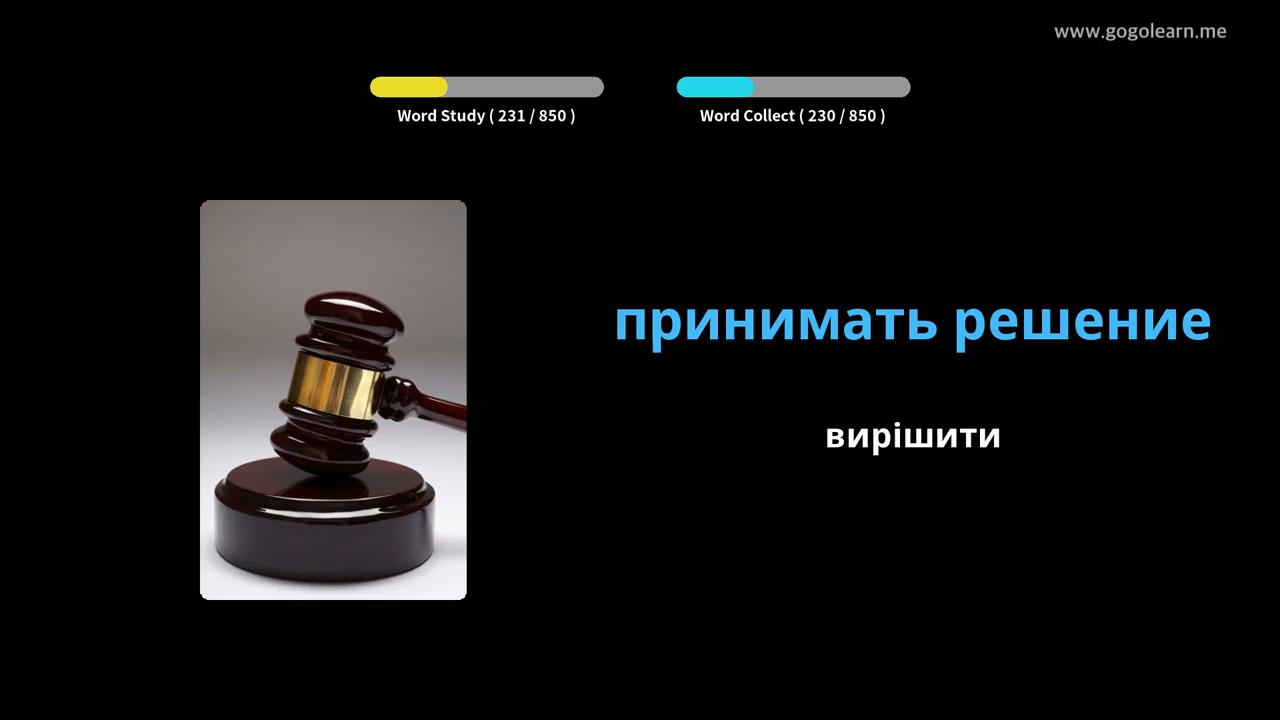 www.gogolearn.me
Word Study ( 231 / 850 )
Word Collect ( 230 / 850 )
принимать решение
вирішити